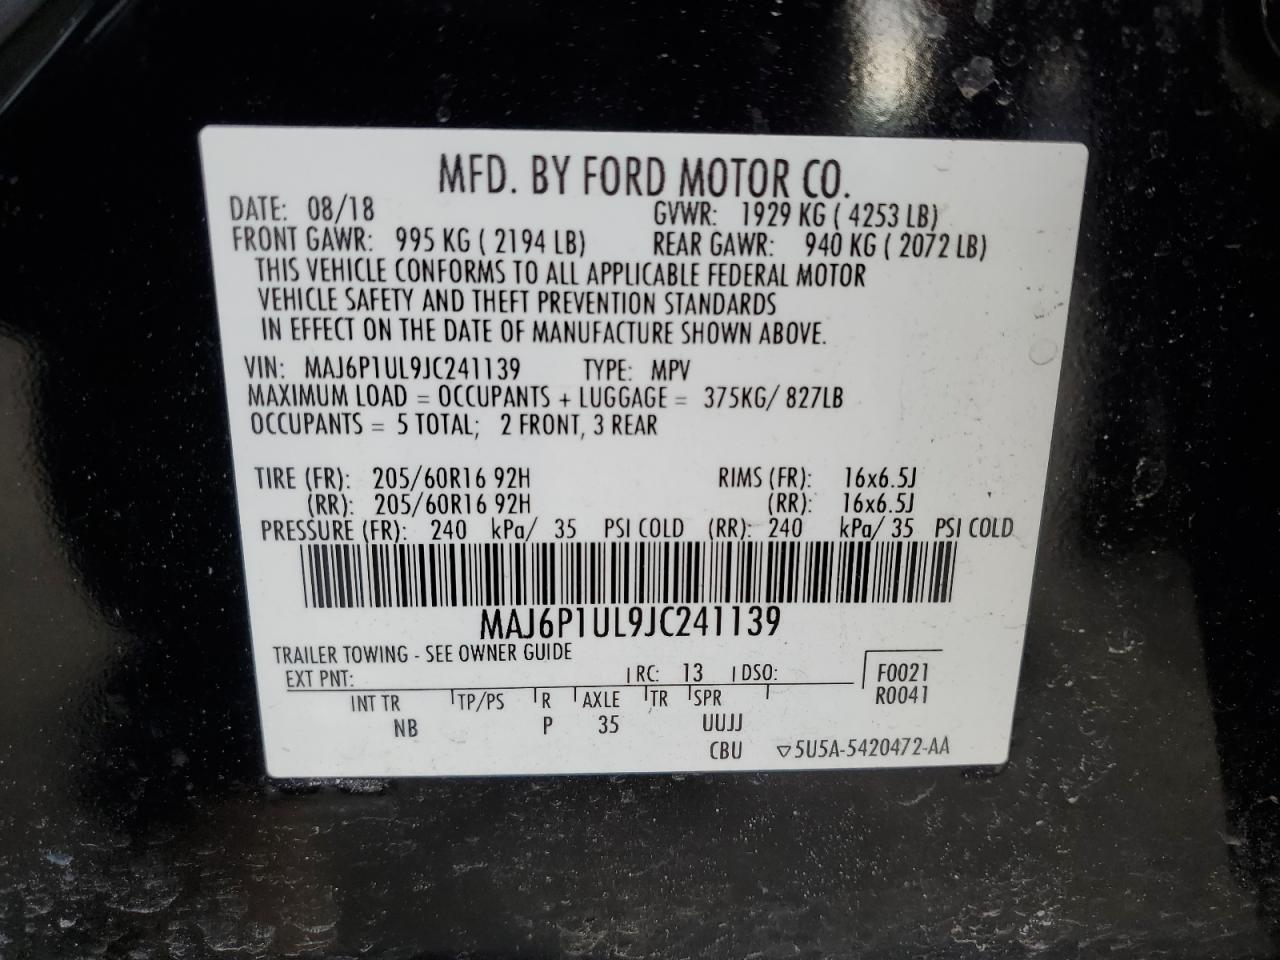 MFD. BY FORD MOTOR CO.
DATE: 08/18 GVWR: 1929 KG ( 4253 LB)
FRONT GAWR: 995 KG ( 2194 LB) REAR GAWR: 940 KG ( 2072 LB)
THIS VEHICLE CONFORMS TO ALL APPLICABLE FEDERAL MOTOR
VEHICLE SAFETY AND THEFT PREVENTION STANDARDS
IN EFFECT ON THE DATE OF MANUFACTURE SHOWN ABOVE.
VIN: MAJ6P1UL9JC241139 TYPE: MPV
MAXIMUM LOAD = OCCUPANTS + LUGGAGE = 375KG/ 827LB
OCCUPANTS = 5 TOTAL; 2 FRONT, 3 REAR
TIRE (FR): 205/60R16 92H RIMS (FR): 16x6.5J
(RR): 205/60R16 92H (RR): 16x6.5J
PRESSURE (FR): 240 kPa/ 35 PSI COLD (RR): 240 kPa/ 35 PSI COLD
MAJ6P1UL9JC241139
TRAILER TOWING - SEE OWNER GUIDE
EXT PNT: RC: 13 DSO: F0021
INT TR TP/PS R AXLE TR SPR R0041
NB P 35 UUJJ
CBU ▽5U5A-5420472-AA